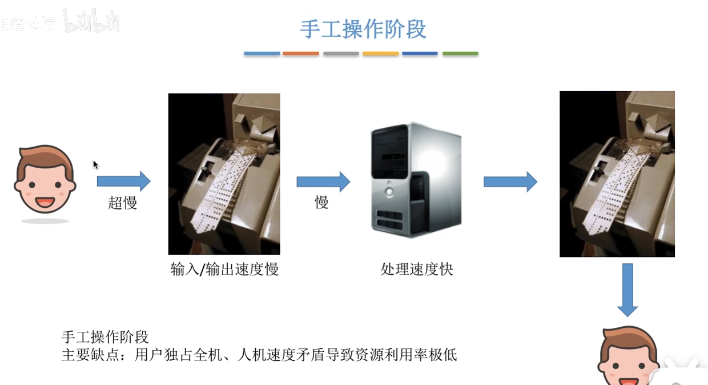 bilibili
手工操作阶段
超慢
慢
输入/输出速度慢
处理速度快
手工操作阶段
主要缺点：用户独占全机、人机速度矛盾导致资源利用率极低